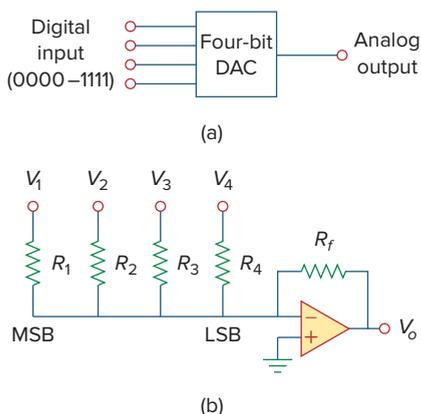 Digital
input
(0000–1111)
Four-bit
DAC
Analog
output
(a)
V1 V2 V3 V4
R1 R2 R3 R4
Rf
MSB LSB
−
+
Vo
(b)